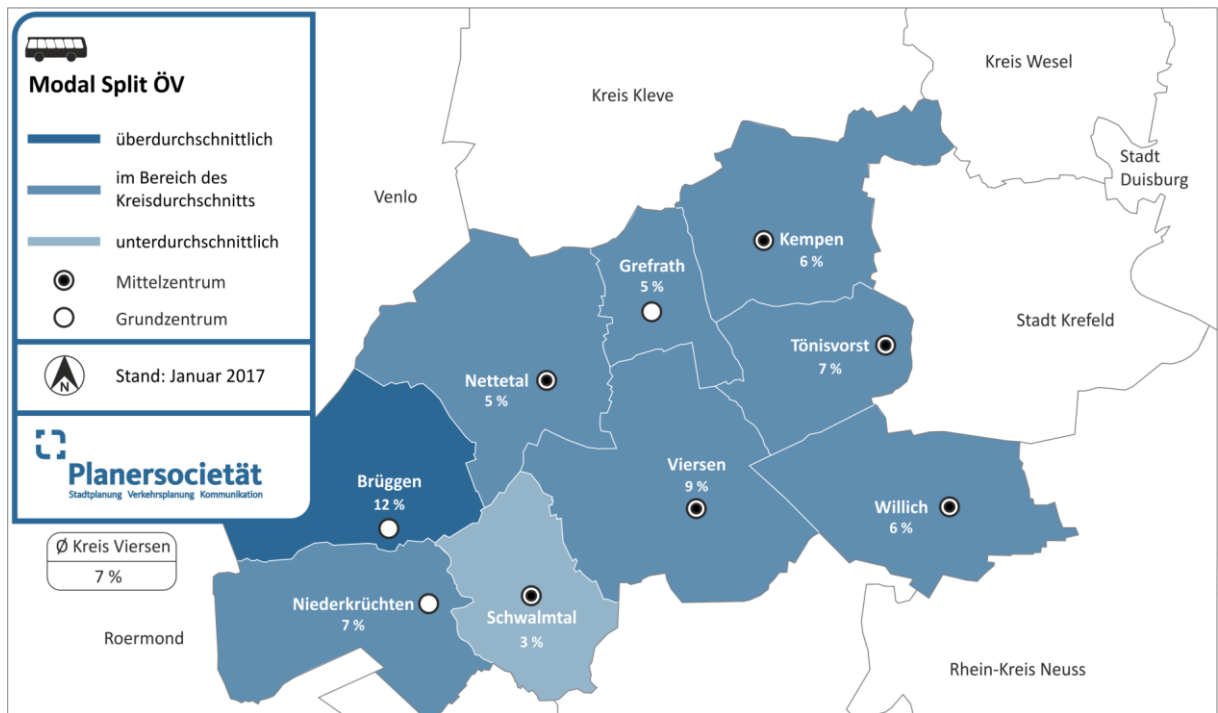 Modal Split ÖV
überdurchschnittlich
im Bereich des
Kreisdurchschnitts
unterdurchschnittlich
Mittelzentrum
Grundzentrum
N
Stand: Januar 2017
Planersocietät
Stadtplanung Verkehrsplanung Kommunikation
Ø Kreis Viersen
7 %
Kreis Wesel
Kreis Kleve
Stadt
Duisburg
Venlo
Kempen
6 %
Grefrath
5 %
Stadt Krefeld
Tönisvorst
7 %
Nettetal
5 %
Viersen
9 %
Brüggen
12 %
Willich
6 %
Niederkrüchten
7 %
Schwalmtal
3 %
Roermond
Rhein-Kreis Neuss